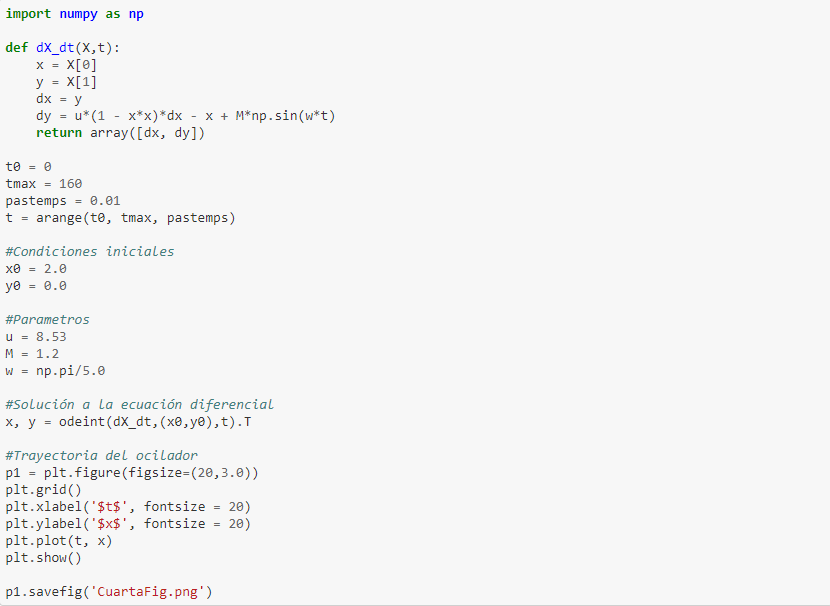 import numpy as np
def dX_dt(X,t):
    x = X[0]
    y = X[1]
    dx = y
    dy = u*(1 - x*x)*dx - x + M*np.sin(w*t)
    return array([dx, dy])
t0 = 0
tmax = 160
pastemps = 0.01
t = arange(t0, tmax, pastemps)
#Condiciones iniciales
x0 = 2.0
y0 = 0.0
#Parametros
u = 8.53
M = 1.2
w = np.pi/5.0
#Solución a la ecuación diferencial
x, y = odeint(dX_dt,(x0,y0),t).T
#Trayectoria del ocilador
p1 = plt.figure(figsize=(20,3.0))
plt.grid()
plt.xlabel('$t$', fontsize = 20)
plt.ylabel('$x$', fontsize = 20)
plt.plot(t, x)
plt.show()
p1.savefig('CuartaFig.png')